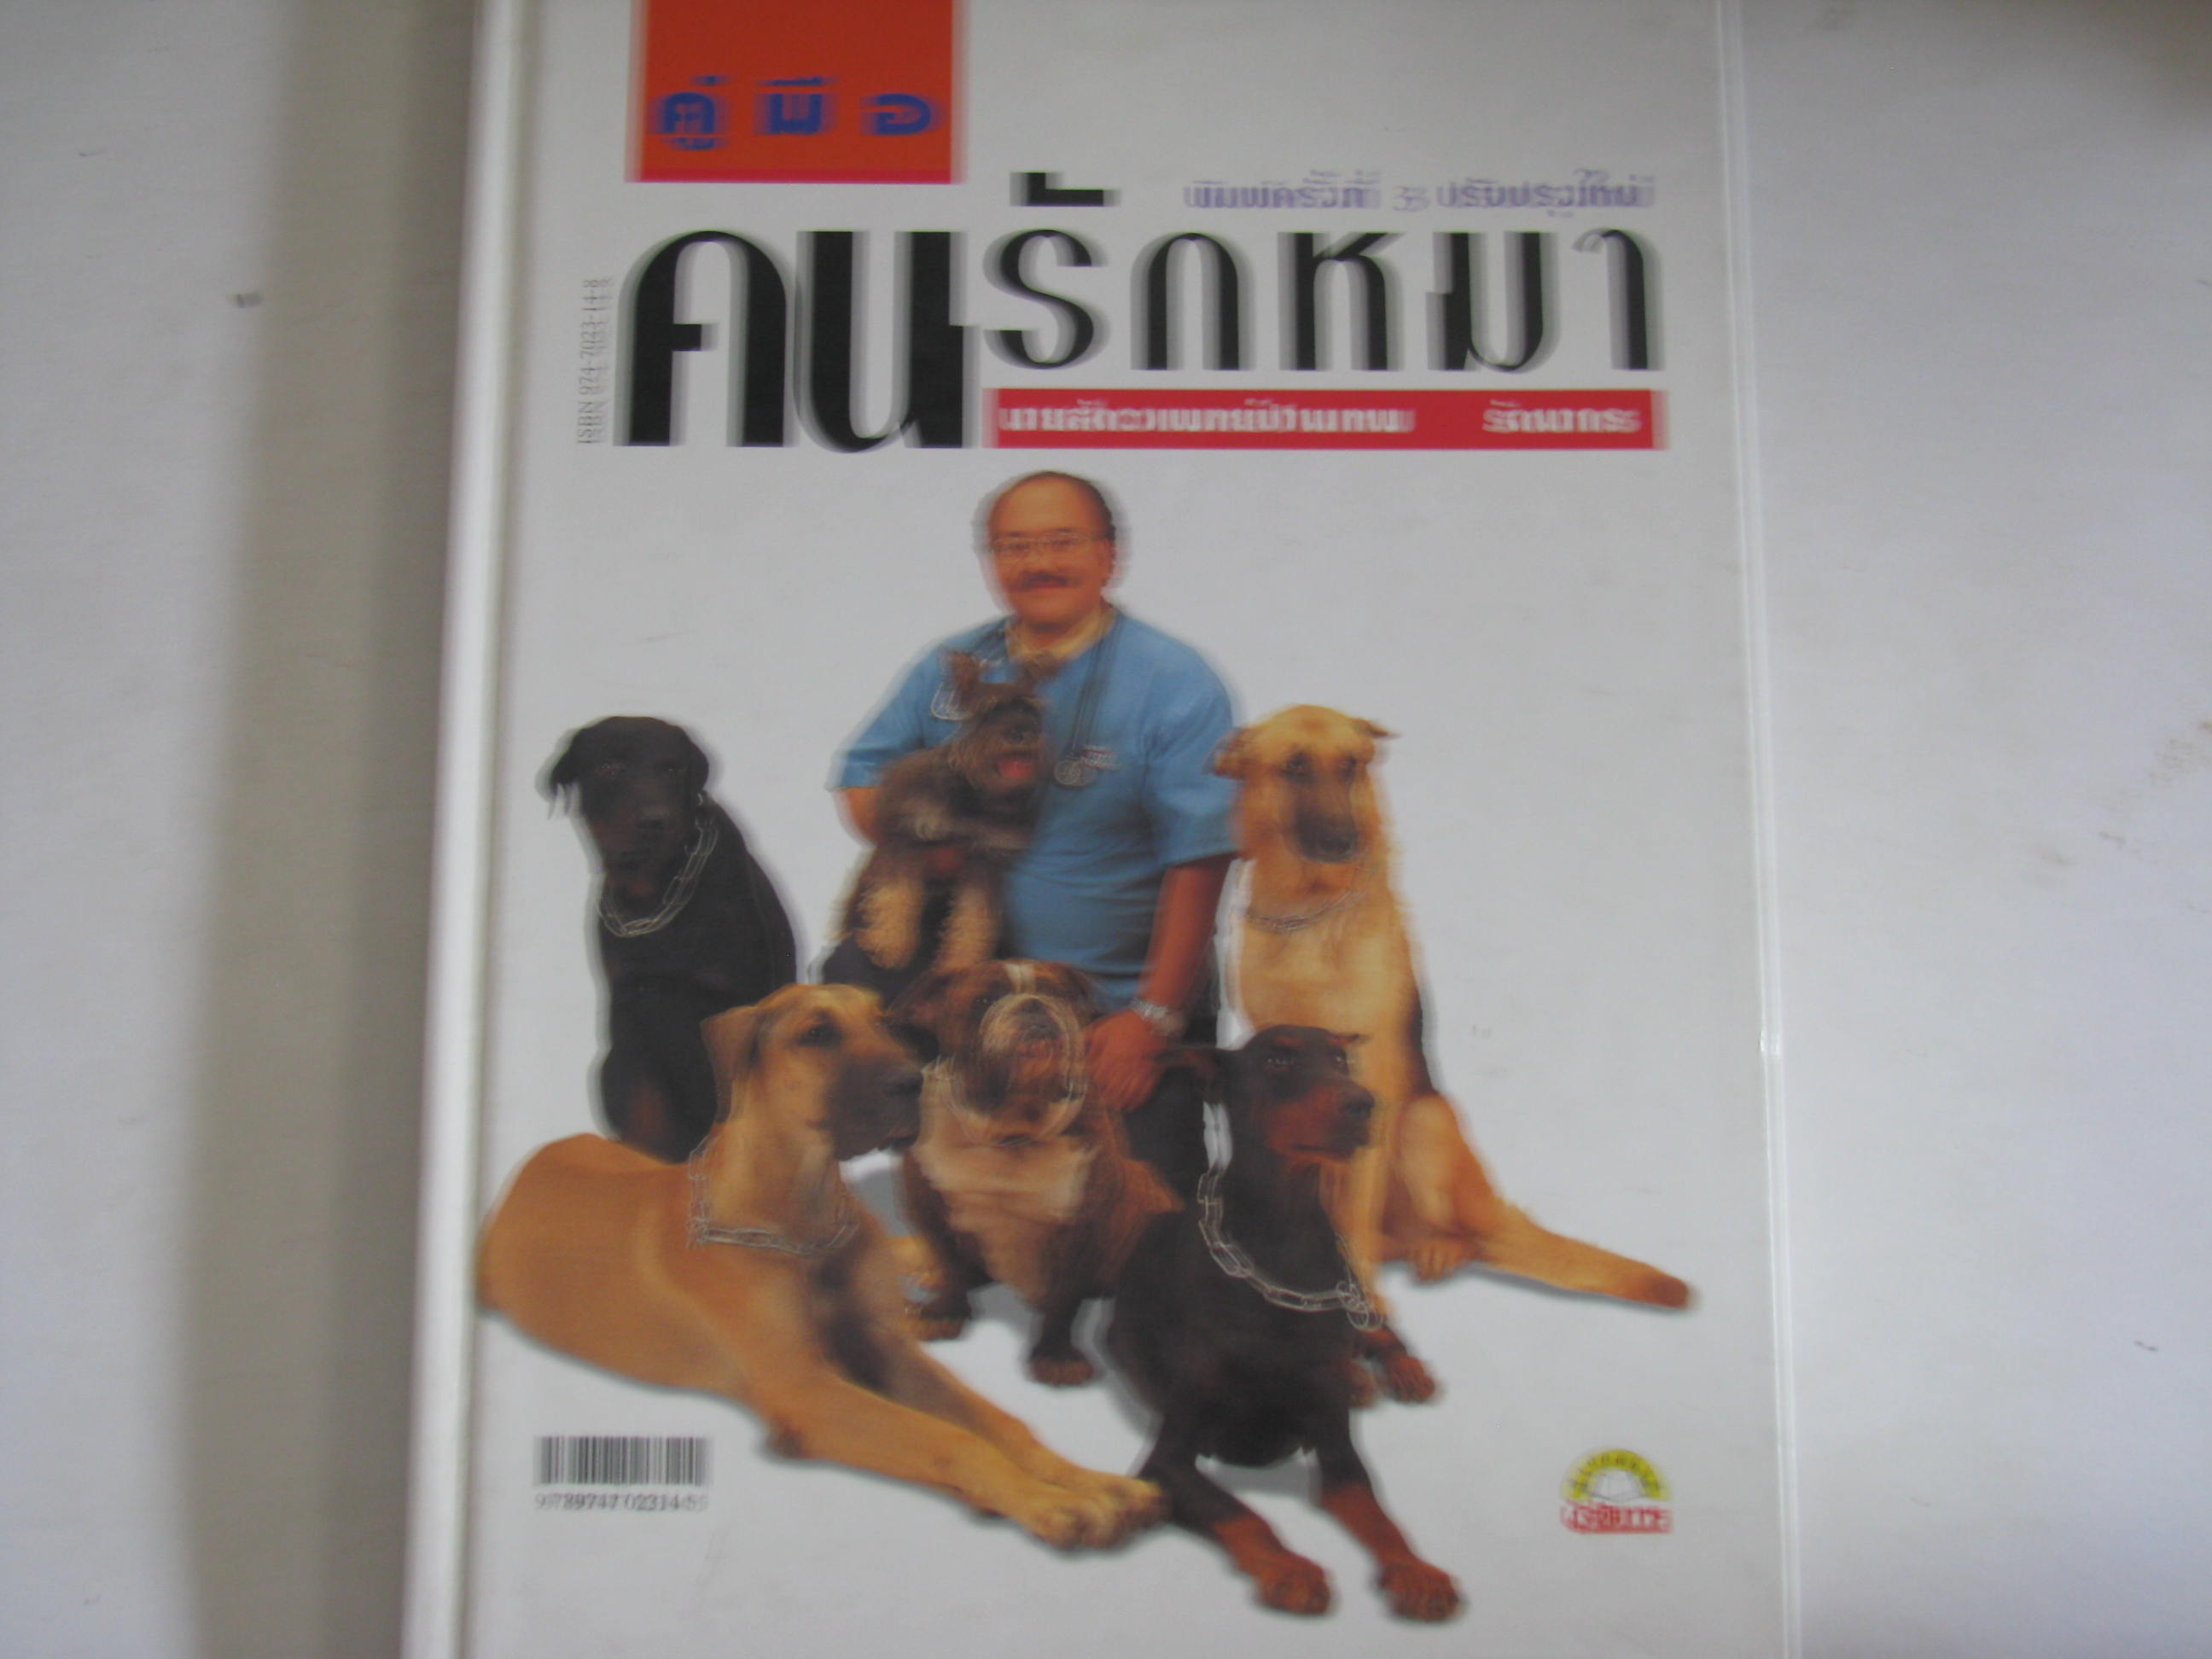 คู่มือ
พิมพ์ครั้งที่ 3 ปรับปรุงใหม่
คนรักหมา
นายสัตวแพทย์ปานเทพ รัตนากร
ISBN 974-7023-14-8